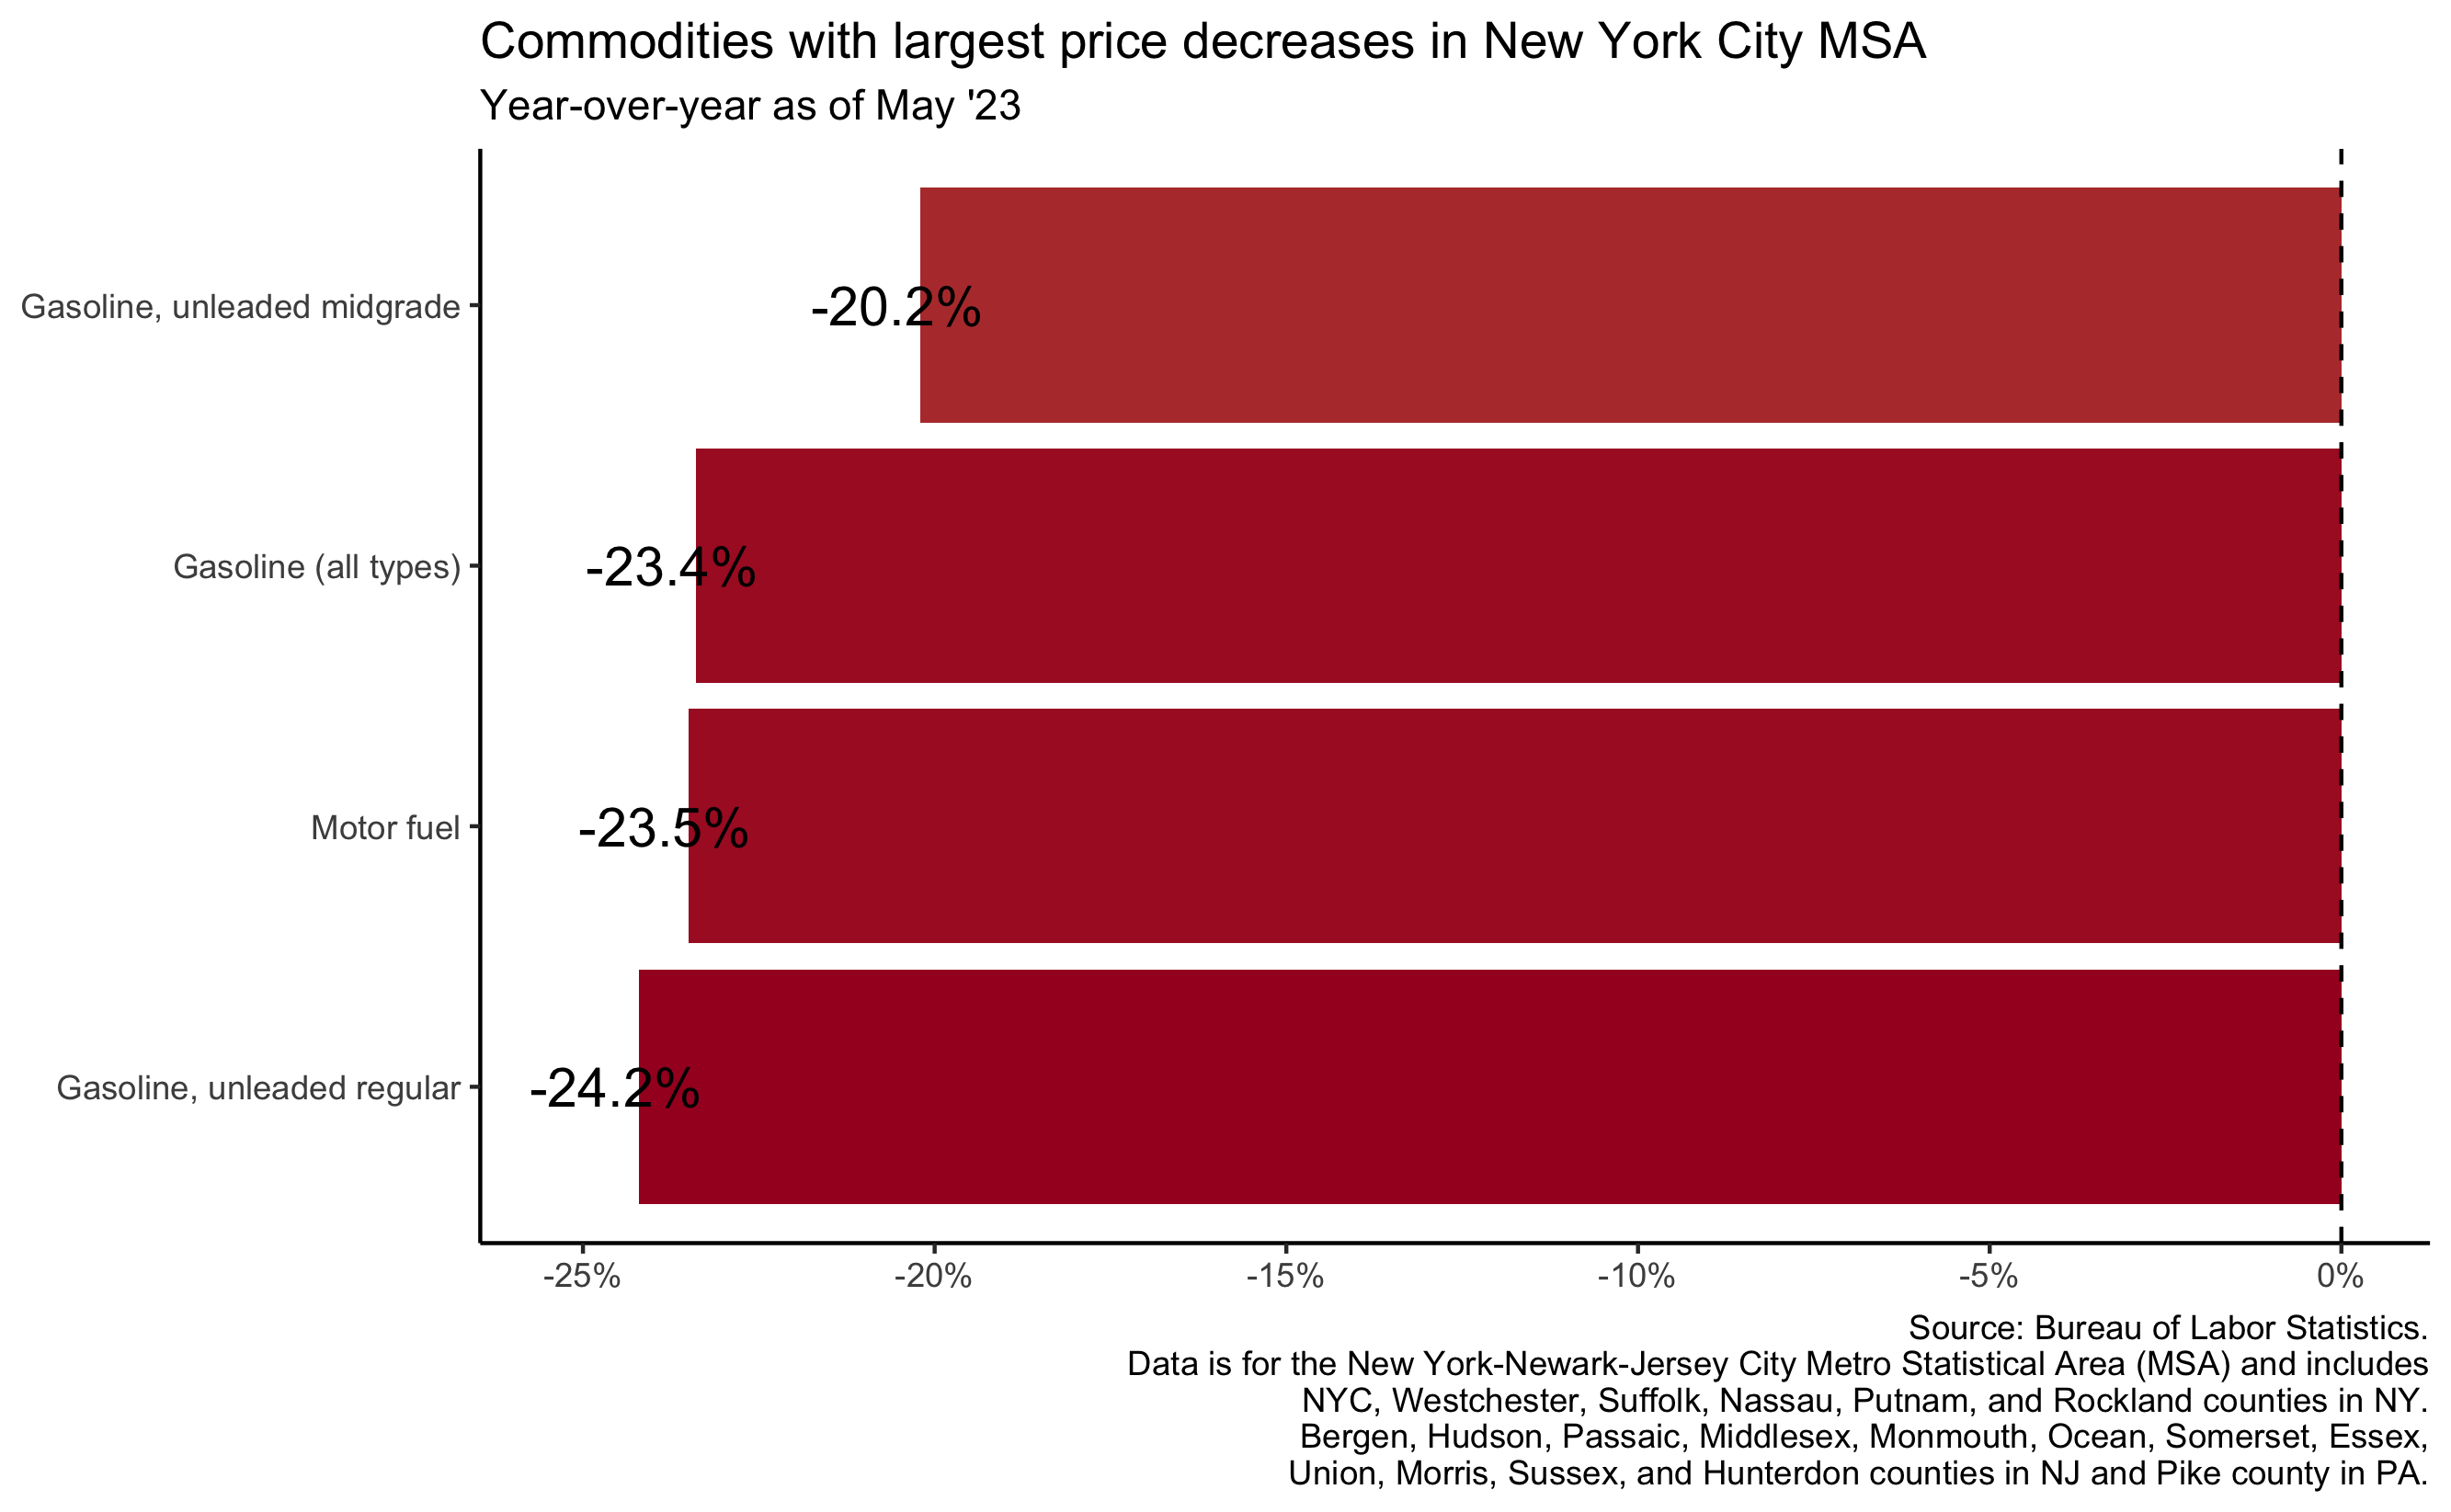 Commodities with largest price decreases in New York City MSA
Year-over-year as of May '23
Gasoline, unleaded midgrade
-20.2%
Gasoline (all types)
-23.4%
Motor fuel
-23.5%
Gasoline, unleaded regular
-24.2%
-25%
-20%
-15%
-10%
-5%
0%
Source: Bureau of Labor Statistics.
Data is for the New York-Newark-Jersey City Metro Statistical Area (MSA) and includes
NYC, Westchester, Suffolk, Nassau, Putnam, and Rockland counties in NY.
Bergen, Hudson, Passaic, Middlesex, Monmouth, Ocean, Somerset, Essex,
Union, Morris, Sussex, and Hunterdon counties in NJ and Pike county in PA.